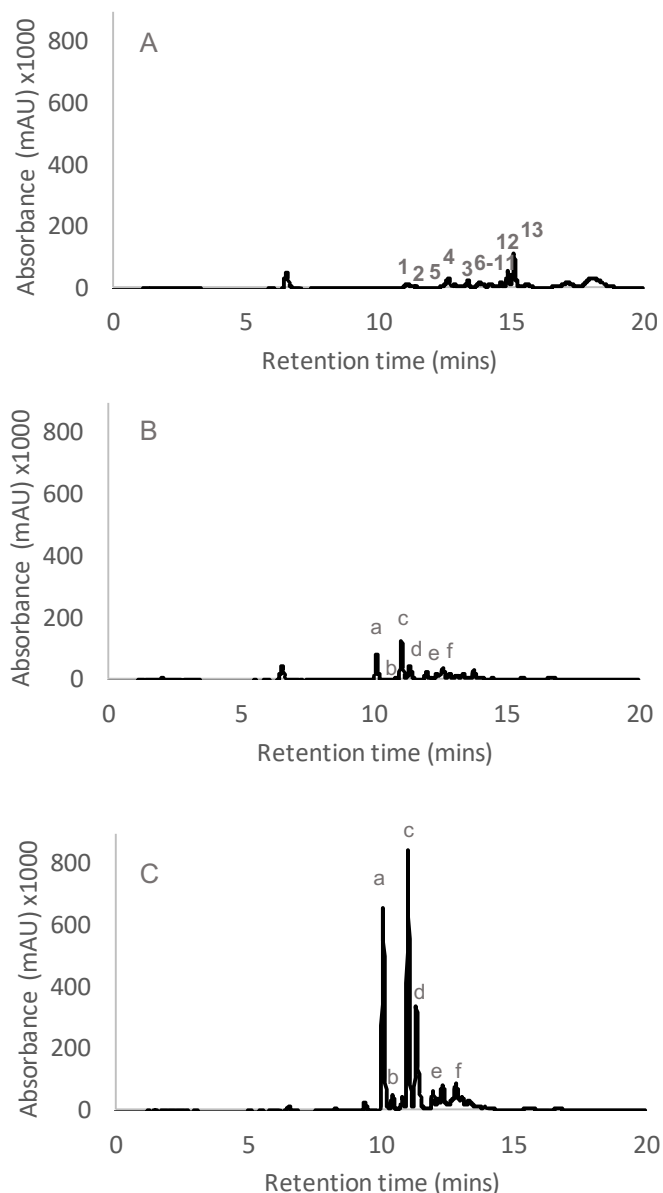 A
Absorbance (mAU) x1000
800
600
400
200
0
1 2 5 4 3 6-11 12 13
0 5 10 15 20
Retention time (mins)
B
Absorbance (mAU) x1000
800
600
400
200
0
a b c d e f
0 5 10 15 20
Retention time (mins)
C
Absorbance (mAU) x1000
800
600
400
200
0
a b c d e f
0 5 10 15 20
Retention time (mins)